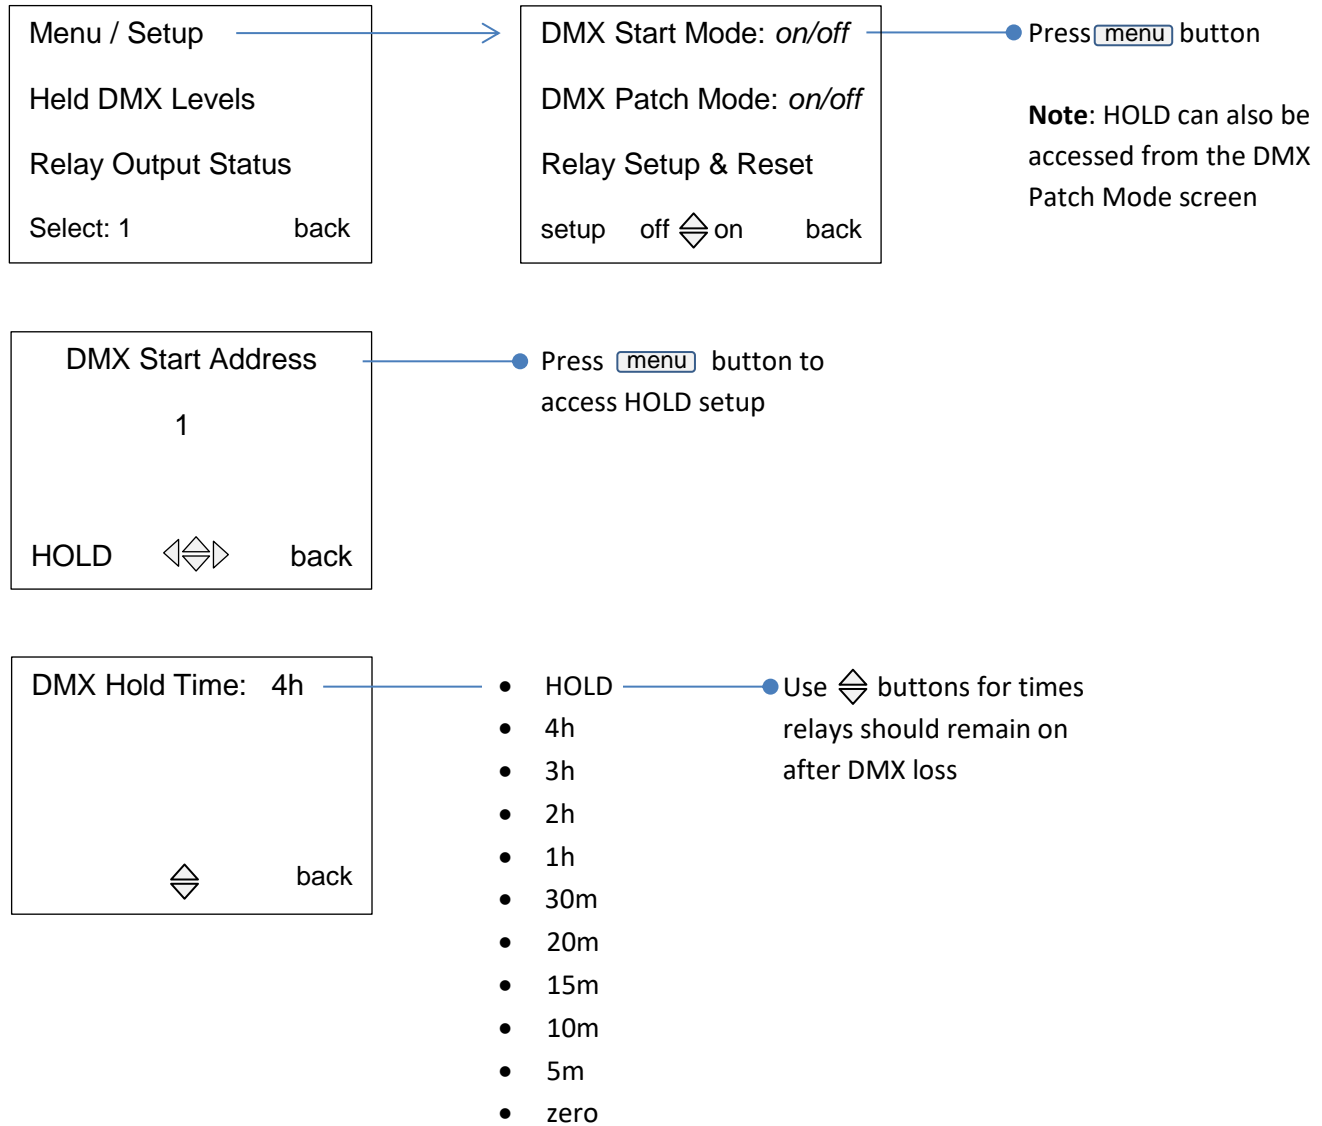 Menu / Setup
Held DMX Levels
Relay Output Status
Select: 1 back
DMX Start Mode: on/off
DMX Patch Mode: on/off
Relay Setup & Reset
setup off on back
Press menu button
Note: HOLD can also be
accessed from the DMX
Patch Mode screen
DMX Start Address
1
HOLD back
Press menu button to
access HOLD setup
DMX Hold Time: 4h
back
• HOLD
• 4h
• 3h
• 2h
• 1h
• 30m
• 20m
• 15m
• 10m
• 5m
• zero
Use buttons for times
relays should remain on
after DMX loss